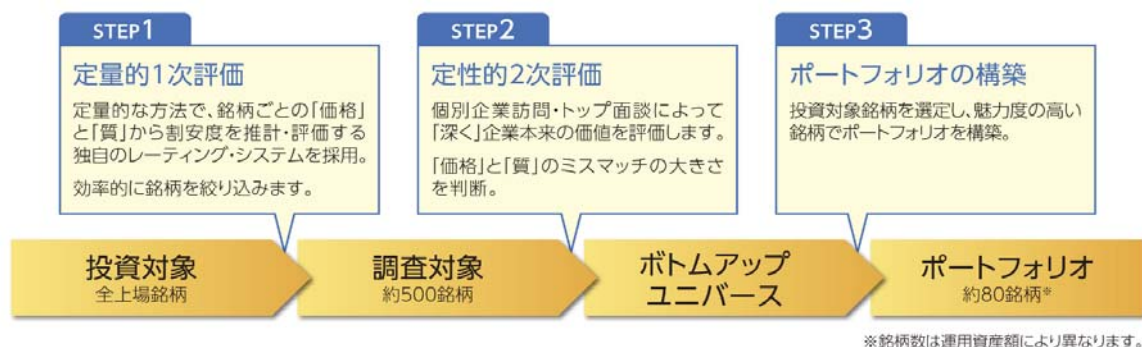 STEP1
定量的1次評価
定量的な方法で、銘柄ごとの「価格」
と「質」から割安度を推計・評価する
独自のレーティング・システムを採用。
効率的に銘柄を絞り込みます。
STEP2
定性的2次評価
個別企業訪問・トップ面談によって
「深く」企業本来の価値を評価します。
「価格」と「質」のミスマッチの大きさ
を判断。
STEP3
ポートフォリオの構築
投資対象銘柄を選定し、魅力度の高い
銘柄でポートフォリオを構築。
投資対象
全上場銘柄
調査対象
約500銘柄
ボトムアップ
ユニバース
ポートフォリオ
約80銘柄※
※銘柄数は運用資産額により異なります。